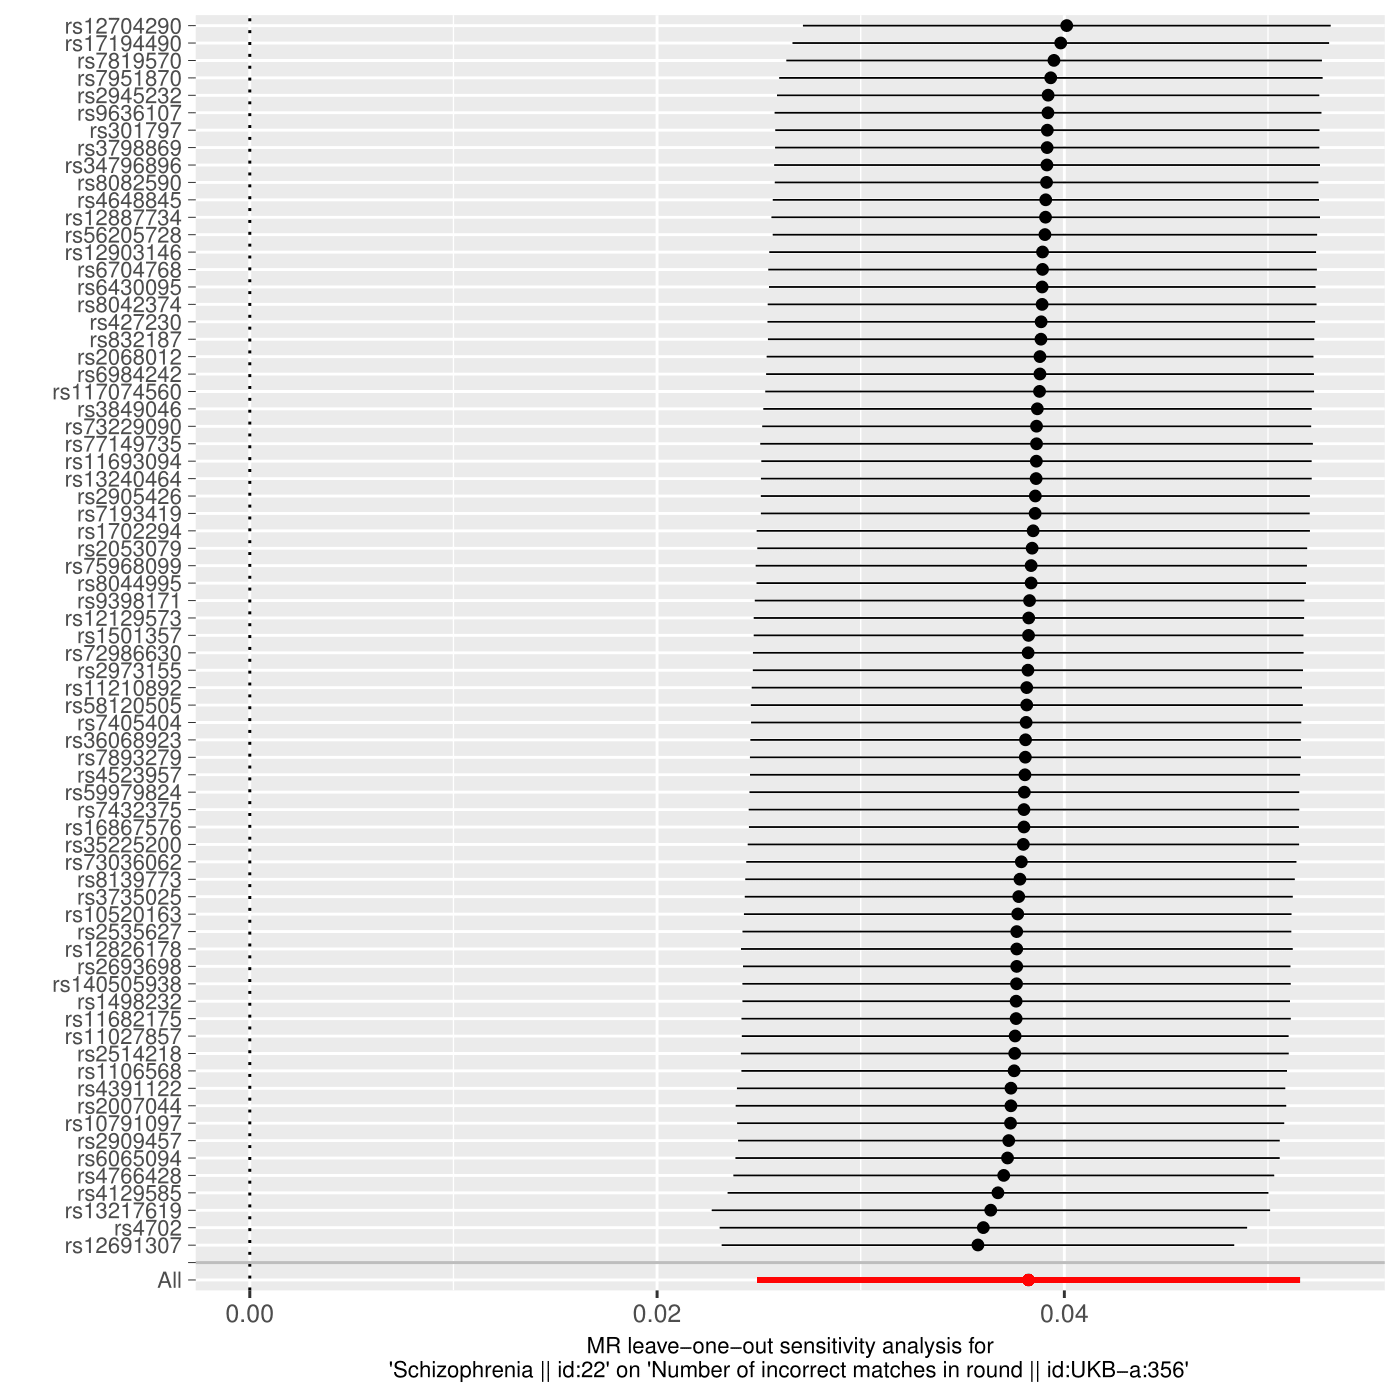 rs12704290
rs17194490
rs7819570
rs7951870
rs2945232
rs9636107
rs301797
rs3798869
rs34796896
rs8082590
rs4648845
rs12887734
rs56205728
rs12903146
rs6704768
rs6430095
rs8042374
rs427230
rs832187
rs2068012
rs6984242
rs117074560
rs3849046
rs73229090
rs77149735
rs11693094
rs13240464
rs2905426
rs7193419
rs1702294
rs2053079
rs75968099
rs8044995
rs9398171
rs12129573
rs1501357
rs72986630
rs2973155
rs11210892
rs58120505
rs7405404
rs36068923
rs7893279
rs4523957
rs59979824
rs7432375
rs16867576
rs35225200
rs73036062
rs8139773
rs3735025
rs10520163
rs2535627
rs12826178
rs2693698
rs140505938
rs1498232
rs11682175
rs11027857
rs2514218
rs1106568
rs4391122
rs2007044
rs10791097
rs2909457
rs6065094
rs4766428
rs4129585
rs13217619
rs4702
rs12691307
All
0.00 0.02 0.04
MR leave−one−out sensitivity analysis for
'Schizophrenia || id:22' on 'Number of incorrect matches in round || id:UKB−a:356'